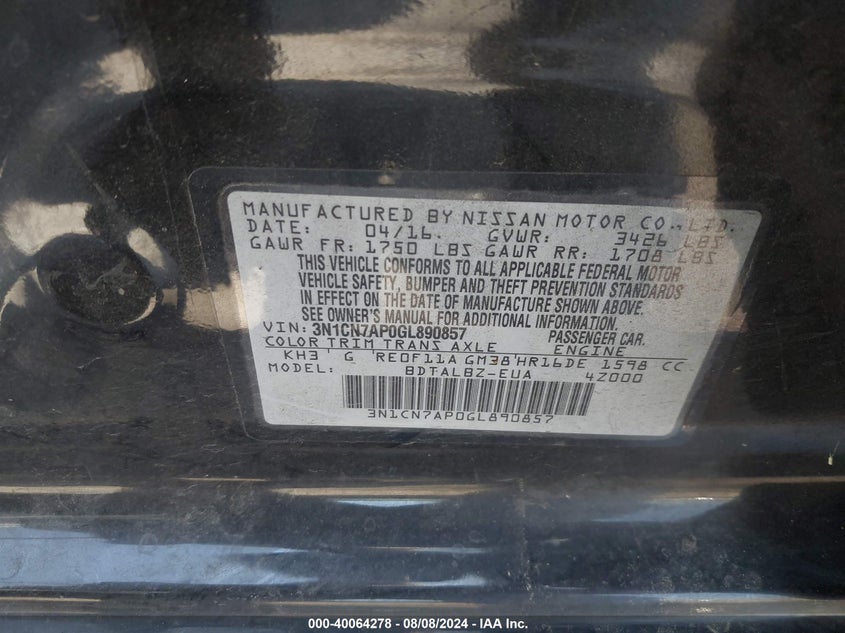 MANUFACTURED BY NISSAN MOTOR CO.,LTD.
DATE: 04/16. GVWR: 3426 LBS
GAWR FR: 1750 LBS GAWR RR: 1708 LBS
THIS VEHICLE CONFORMS TO ALL APPLICABLE FEDERAL MOTOR
VEHICLE SAFETY, BUMPER AND THEFT PREVENTION STANDARDS
IN EFFECT ON THE DATE OF MANUFACTURE SHOWN ABOVE.
SEE OWNER'S MANUAL FOR ADDITIONAL INFORMATION
VIN: 3N1CN7AP0GL890857 PASSENGER CAR.
COLOR TRIM TRANS AXLE ENGINE
KH3 G RE0F11A GM38 HR16DE 1598 CC
MODEL: BDTALBZ-EUA 4Z000
3N1CN7AP0GL890857
000-40064278 - 08/08/2024 - IAA Inc.